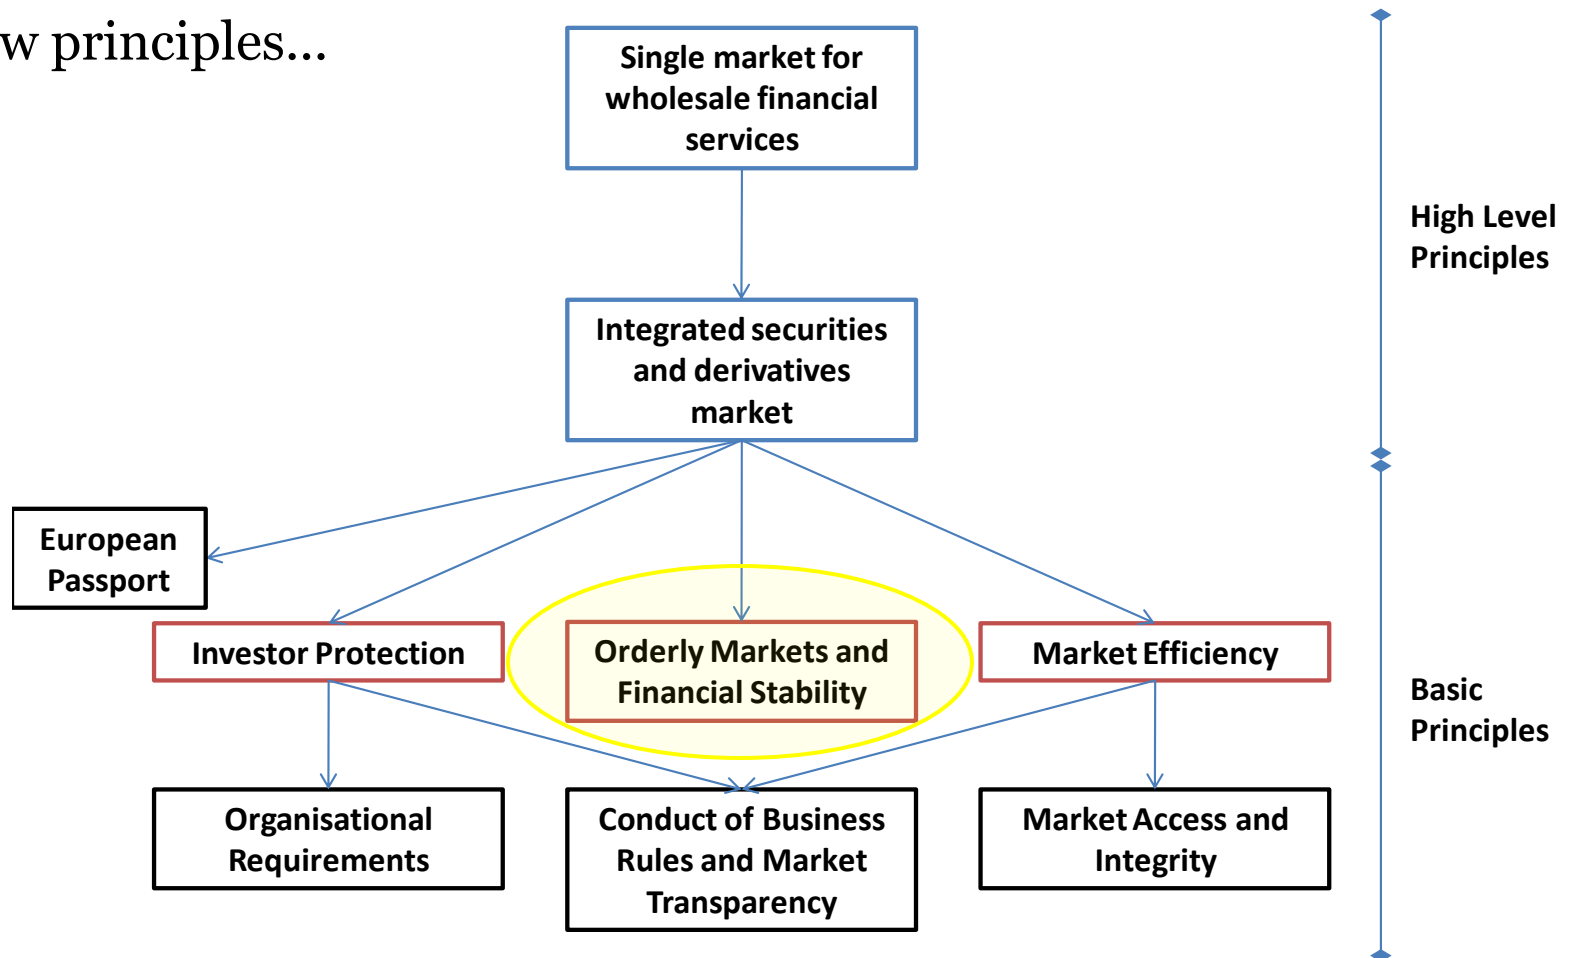 w principles...
Single market for
wholesale financial
services
High Level
Principles
Integrated securities
and derivatives
market
European
Passport
Investor Protection
Orderly Markets and
Financial Stability
Market Efficiency
Basic
Principles
Organisational
Requirements
Conduct of Business
Rules and Market
Transparency
Market Access and
Integrity